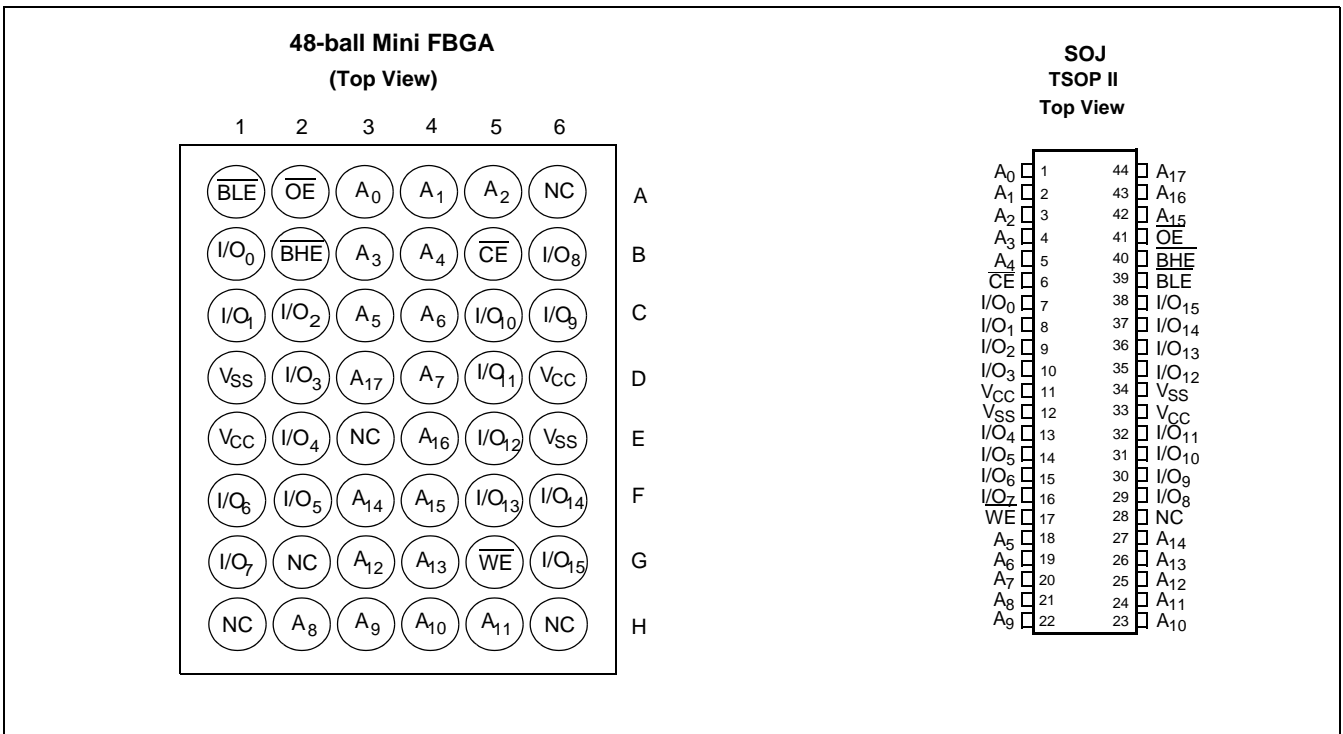 48-ball Mini FBGA
(Top View)
1 2 3 4 5 6
BLE OE A0 A1 A2 NC A
I/O0 BHE A3 A4 CE I/O8 B
I/O1 I/O2 A5 A6 I/O10 I/O9 C
VSS I/O3 A17 A7 I/O11 VCC D
VCC I/O4 NC A16 I/O12 VSS E
I/O6 I/O5 A14 A15 I/O13 I/O14 F
I/O7 NC A12 A13 WE I/O15 G
NC A8 A9 A10 A11 NC H
SOJ
TSOP II
Top View
A0 1 44 A17
A1 2 43 A16
A2 3 42 A15
A3 4 41 OE
A4 5 40 BHE
CE 6 39 BLE
I/O0 7 38 I/O15
I/O1 8 37 I/O14
I/O2 9 36 I/O13
I/O3 10 35 I/O12
VCC 11 34 VSS
VSS 12 33 VCC
I/O4 13 32 I/O11
I/O5 14 31 I/O10
I/O6 15 30 I/O9
I/O7 16 29 I/O8
WE 17 28 NC
A5 18 27 A14
A6 19 26 A13
A7 20 25 A12
A8 21 24 A11
A9 22 23 A10